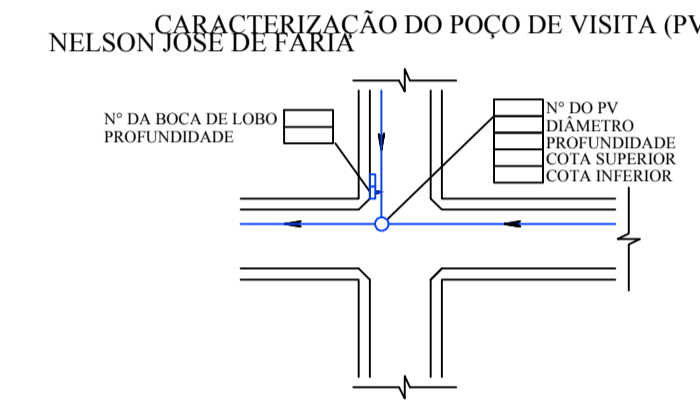 CARACTERIZAÇÃO DO POÇO DE VISITA (PV
NELSON JOSÉ DE FARIA
N° DA BOCA DE LOBO
PROFUNDIDADE
N° DO PV
DIÂMETRO
PROFUNDIDADE
COTA SUPERIOR
COTA INFERIOR